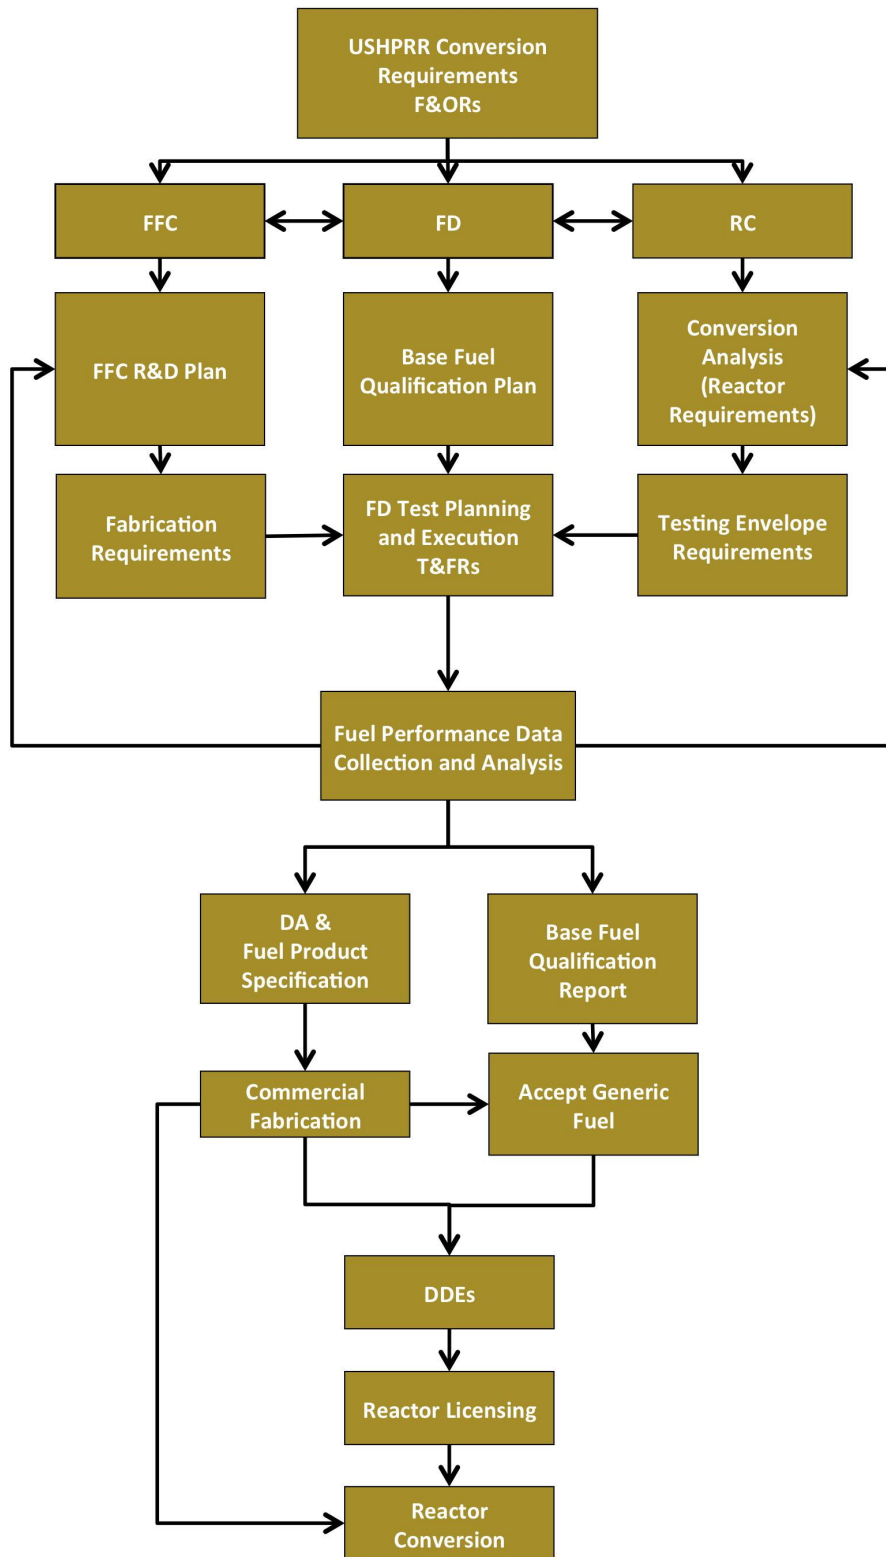 USHPRR Conversion
Requirements
F&ORs
FFC
FD
RC
FFC R&D Plan
Base Fuel
Qualification Plan
Conversion
Analysis
(Reactor
Requirements)
Fabrication
Requirements
FD Test Planning
and Execution
T&FRs
Testing Envelope
Requirements
Fuel Performance Data
Collection and Analysis
DA &
Fuel Product
Specification
Base Fuel
Qualification
Report
Commercial
Fabrication
Accept Generic
Fuel
DDEs
Reactor Licensing
Reactor
Conversion